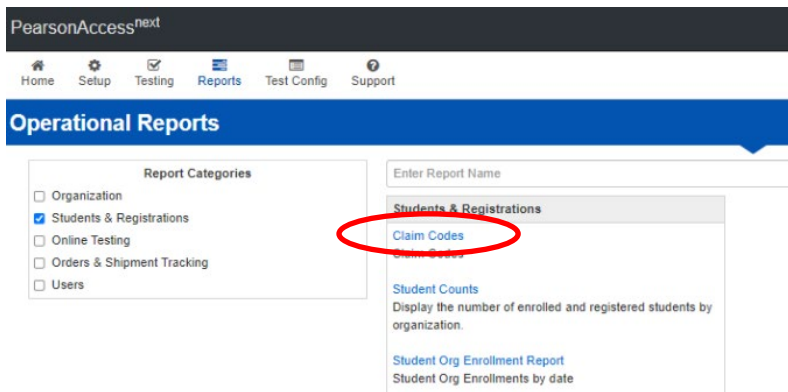 PearsonAccessnext
Home Setup Testing Reports Test Config Support
Operational Reports
Report Categories
Organization
Students & Registrations
Online Testing
Orders & Shipment Tracking
Users
Enter Report Name
Students & Registrations
Claim Codes
Claim Codes
Student Counts
Display the number of enrolled and registered students by
organization.
Student Org Enrollment Report
Student Org Enrollments by date